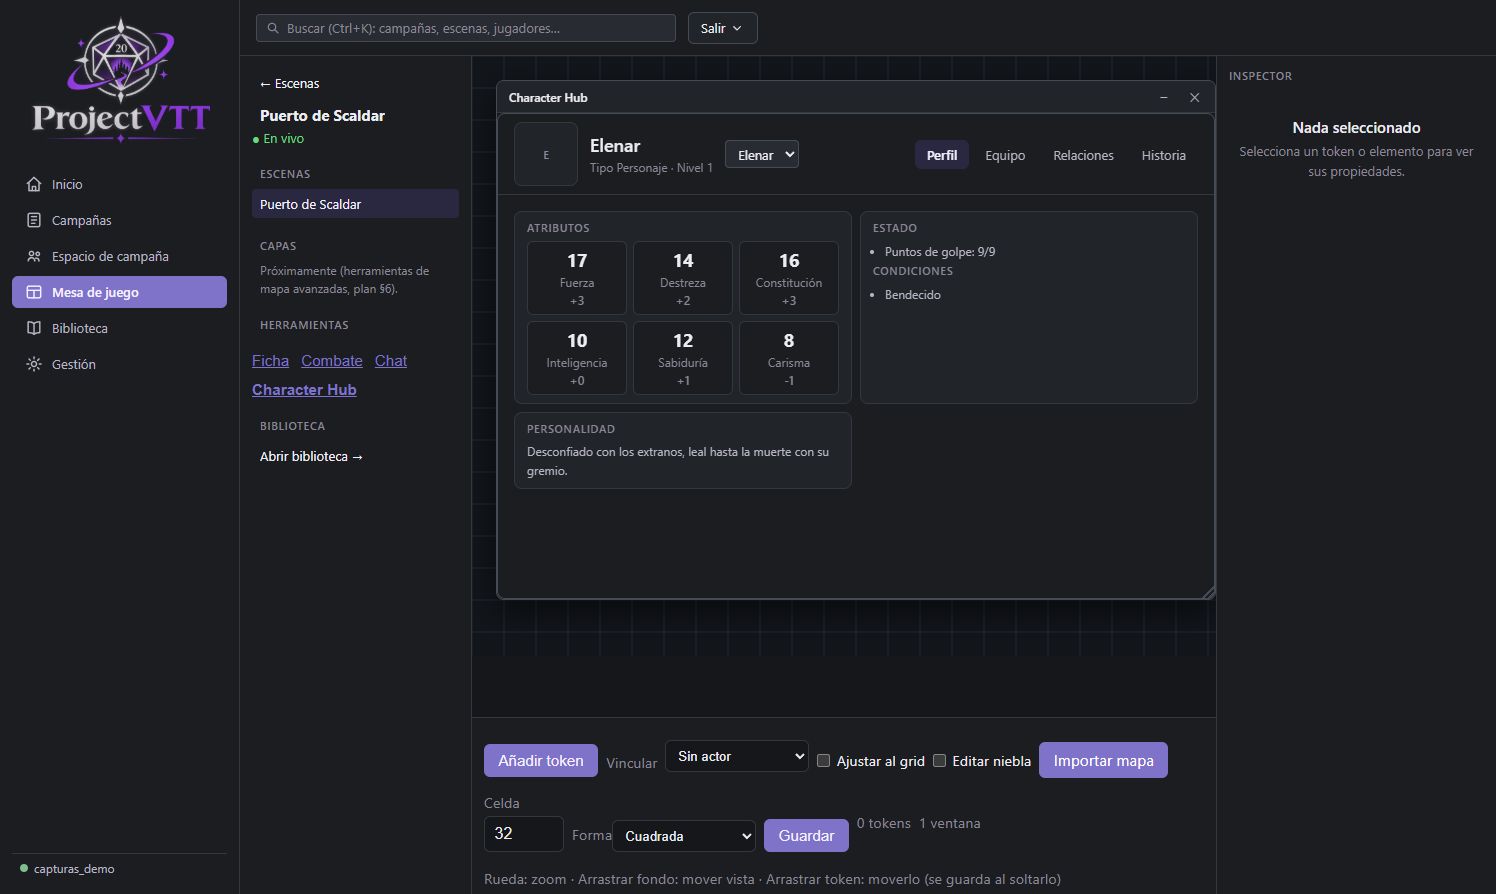 20
ProjectVTT
Inicio
Campañas
Espacio de campaña
Mesa de juego
Biblioteca
Gestión
capturas_demo
Buscar (Ctrl+K): campañas, escenas, jugadores...
Salir
← Escenas
Puerto de Scaldar
En vivo
ESCENAS
Puerto de Scaldar
CAPAS
Próximamente (herramientas de
mapa avanzadas, plan §6).
HERRAMIENTAS
Ficha Combate Chat
Character Hub
BIBLIOTECA
Abrir biblioteca →
Character Hub
E
Elenar
Tipo Personaje · Nivel 1
Elenar
Perfil Equipo Relaciones Historia
ATRIBUTOS
17
Fuerza
+3
14
Destreza
+2
16
Constitución
+3
10
Inteligencia
+0
12
Sabiduría
+1
8
Carisma
-1
ESTADO
• Puntos de golpe: 9/9
CONDICIONES
• Bendecido
PERSONALIDAD
Desconfiado con los extranos, leal hasta la muerte con su
gremio.
Añadir token Vincular Sin actor Ajustar al grid Editar niebla Importar mapa
Celda
32 Forma Cuadrada Guardar 0 tokens 1 ventana
Rueda: zoom · Arrastrar fondo: mover vista · Arrastrar token: moverlo (se guarda al soltarlo)
INSPECTOR
Nada seleccionado
Selecciona un token o elemento para ver
sus propiedades.